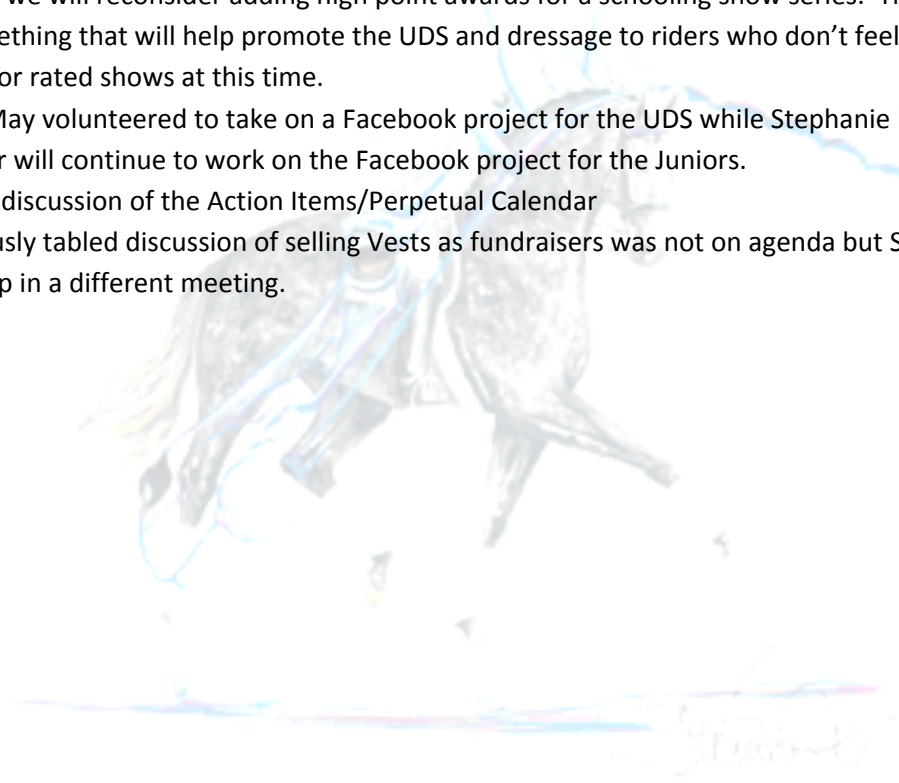 we will reconsider adding high point awards for a schooling show series?
ething that will help promote the UDS and dressage to riders who don't feel
or rated shows at this time.
May volunteered to take on a Facebook project for the UDS while Stephanie
r will continue to work on the Facebook project for the Juniors.
discussion of the Action Items/Perpetual Calendar
usly tabled discussion of selling Vests as fundraisers was not on agenda but S
p in a different meeting.